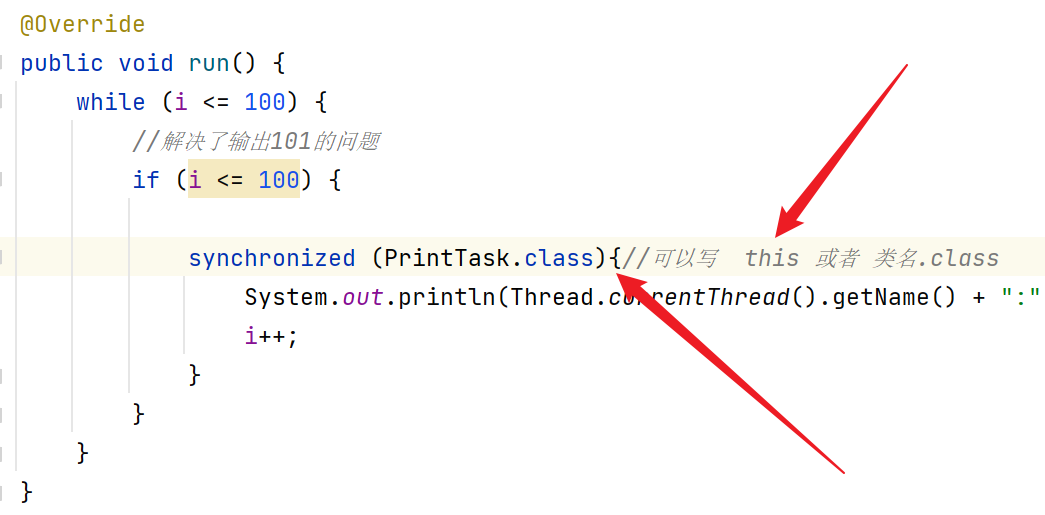 @Override
public void run() {
while (i <= 100) {
//解决了输出101的问题
if (i <= 100) {
synchronized (PrintTask.class){//可以写 this 或者 类名.class
System.out.println(Thread.currentThread().getName() + ":"
i++;
}
}
}
}